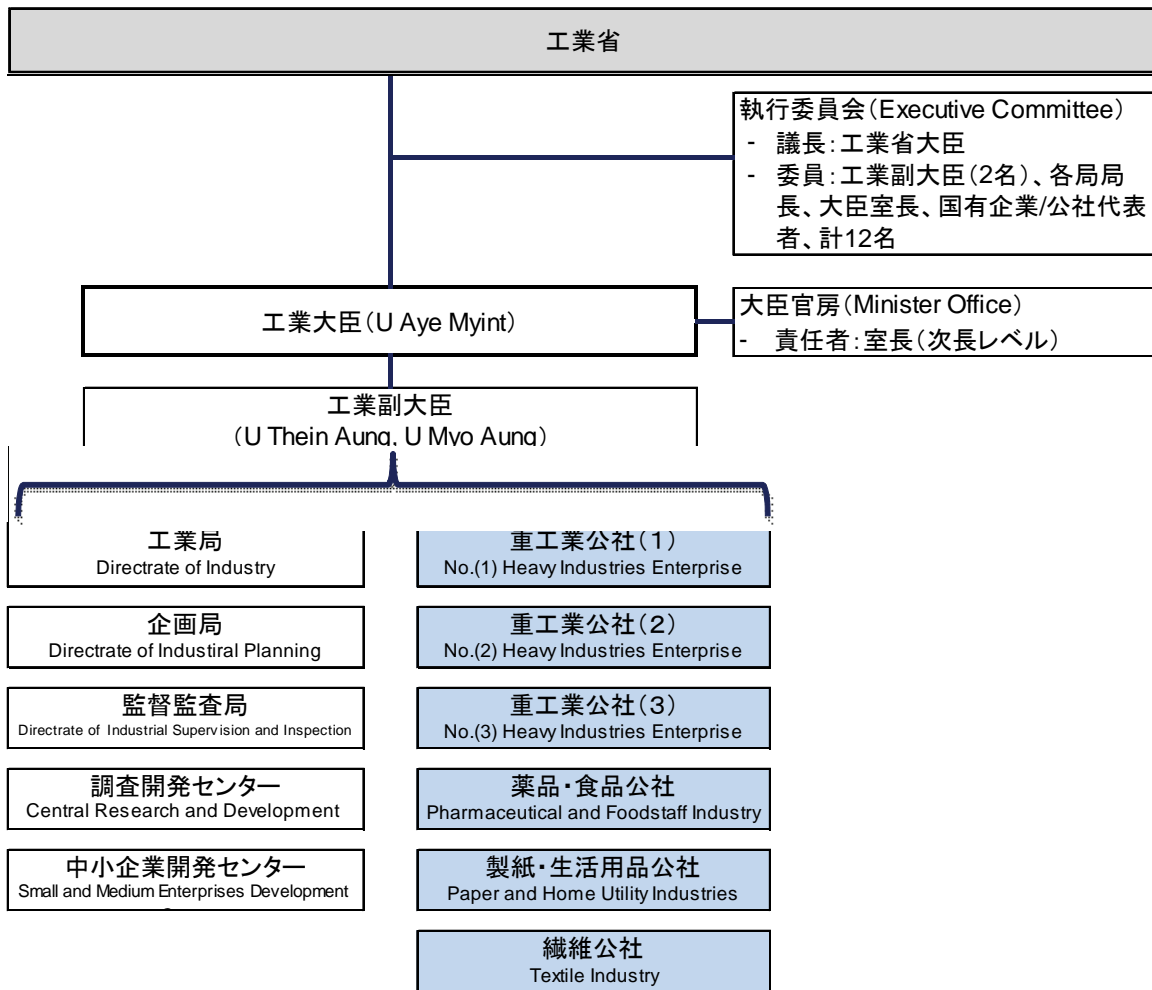 工業省
執行委員会(Executive Committee)
- 議長:工業省大臣
- 委員:工業副大臣(2名)、各局局
長、大臣室長、国有企業/公社代表
者、計12名
工業大臣(U Aye Myint)
大臣官房(Minister Office)
- 責任者:室長(次長レベル)
工業副大臣
(U Thein Aung, U Myo Aung)
工業局
Directrate of Industry
重工業公社(1)
No.(1) Heavy Industries Enterprise
企画局
Directrate of Industiral Planning
重工業公社(2)
No.(2) Heavy Industries Enterprise
監督監査局
Directrate of Industrial Supervision and Inspection
重工業公社(3)
No.(3) Heavy Industries Enterprise
調査開発センター
Central Research and Development
薬品・食品公社
Pharmaceutical and Foodstaff Industry
中小企業開発センター
Small and Medium Enterprises Development
製紙・生活用品公社
Paper and Home Utility Industries
繊維公社
Textile Industry